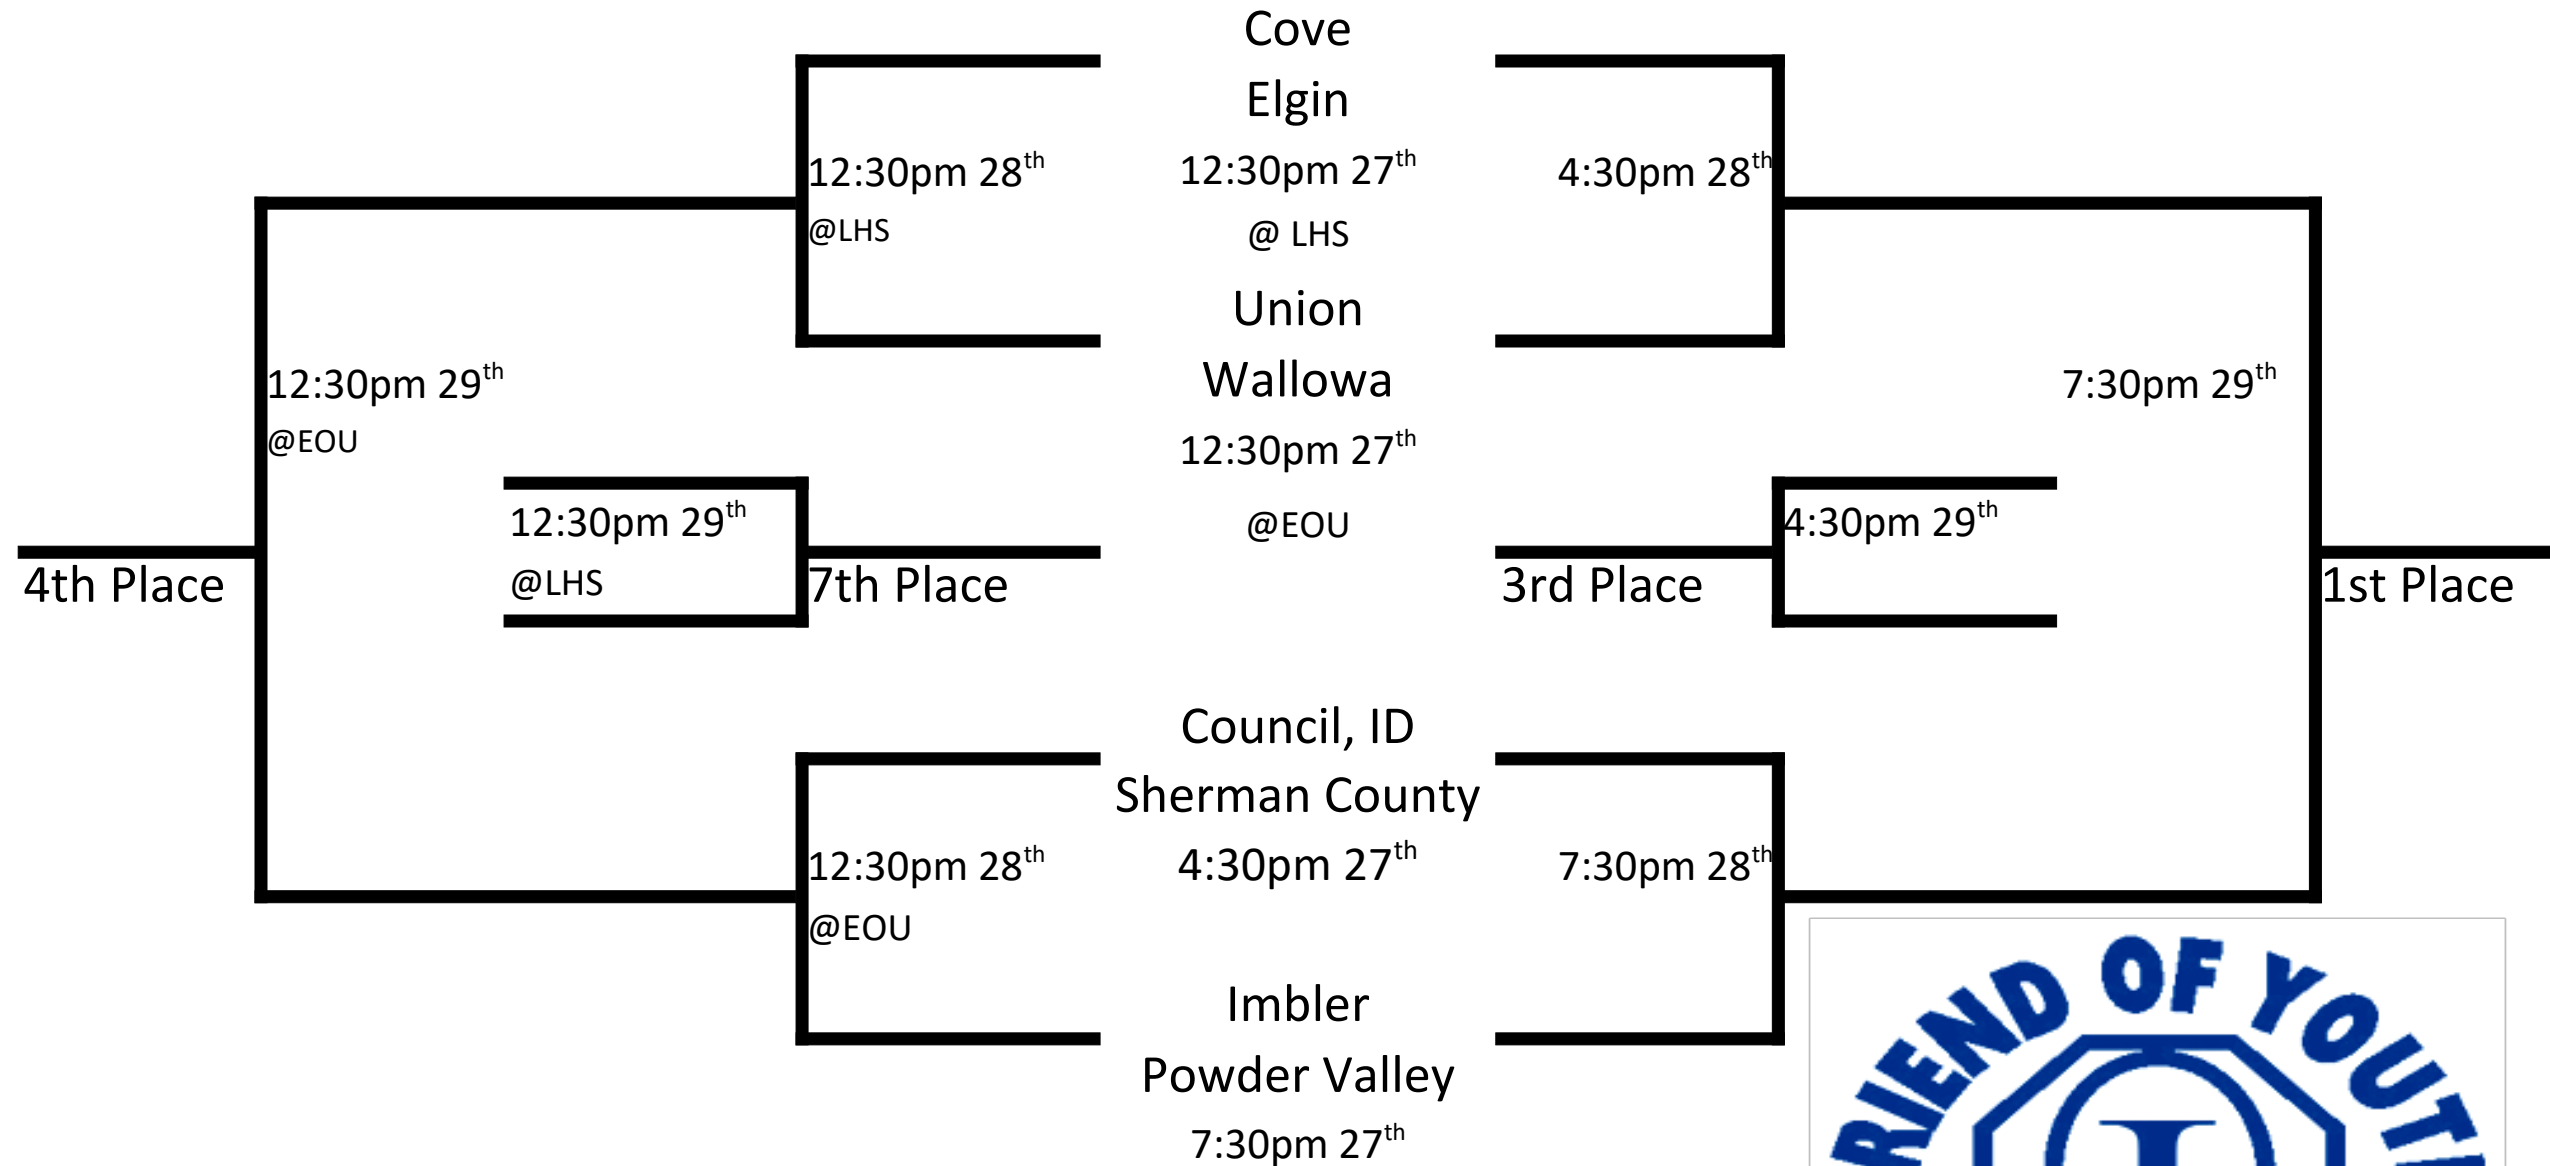 Cove
Elgin
12:30pm 28th
12:30pm 27th
4:30pm 28th
@LHS
@ LHS
Union
Wallowa
12:30pm 29th
7:30pm 29th
@EOU
12:30pm 27th
12:30pm 29th
@EOU
4:30pm 29th
@LHS
4th Place
7th Place
3rd Place
1st Place
Council, ID
Sherman County
12:30pm 28th
4:30pm 27th
7:30pm 28th
@EOU
Imbler
Powder Valley
7:30pm 27th
RIEND OF YOUT